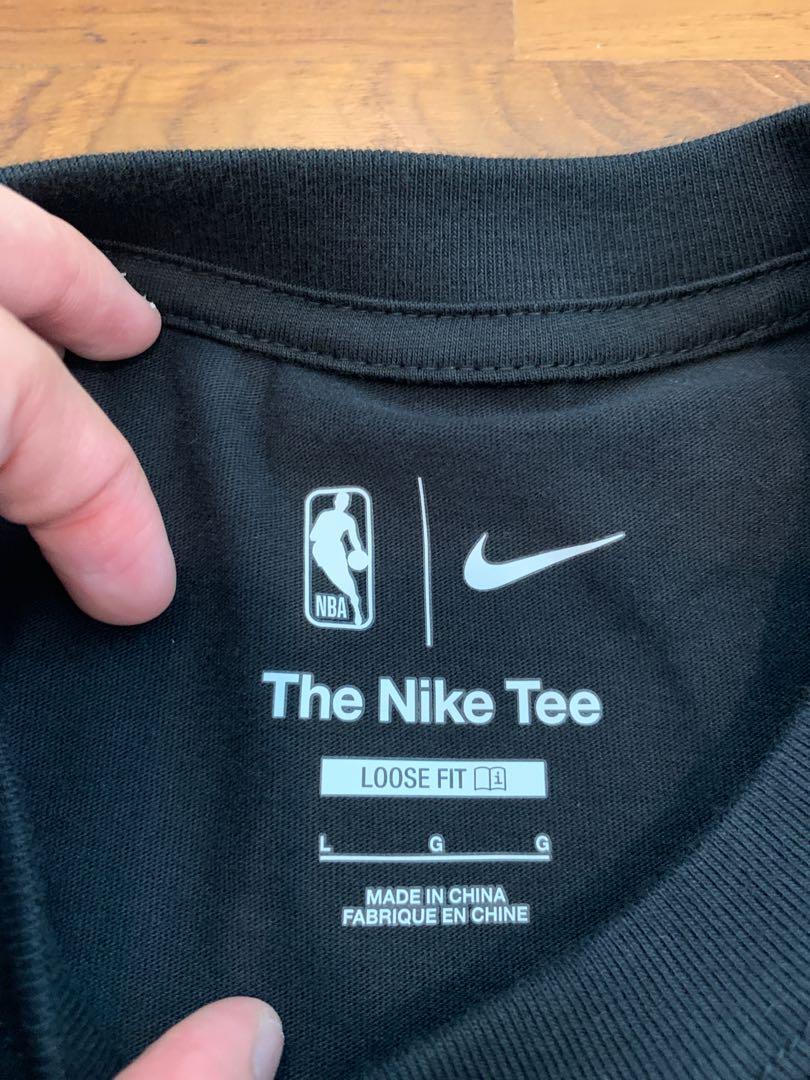 NBA
The Nike Tee
LOOSE FIT
L G G
MADE IN CHINA
FABRIQUE EN CHINE